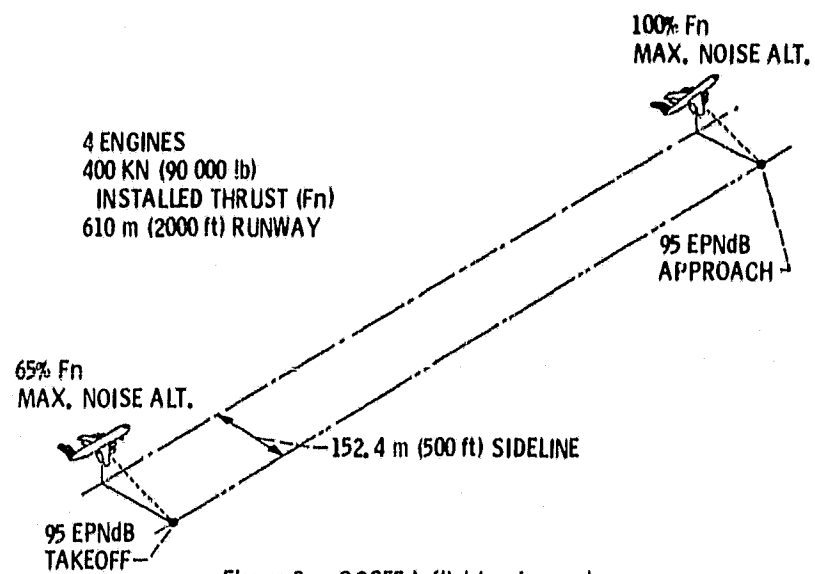 100% Fn
MAX. NOISE ALT.
4 ENGINES
400 KN (90 000 lb)
INSTALLED THRUST (Fn)
610 m (2000 ft) RUNWAY
95 EPNdB
APPROACH
65% Fn
MAX. NOISE ALT.
152.4 m (500 ft) SIDELINE
95 EPNdB
TAKEOFF